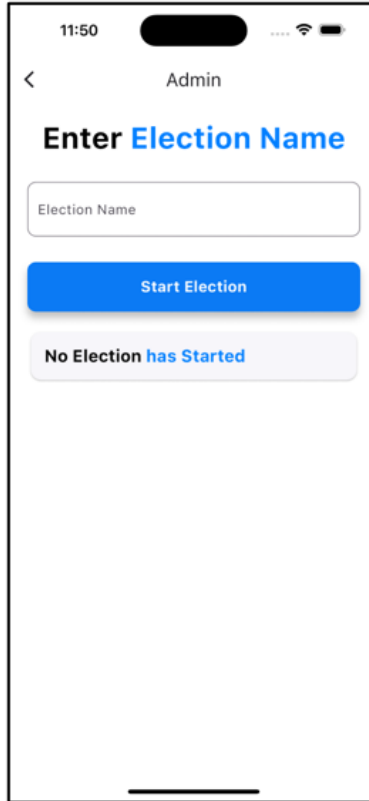 11:50
Admin
Enter Election Name
Election Name
Start Election
No Election has Started